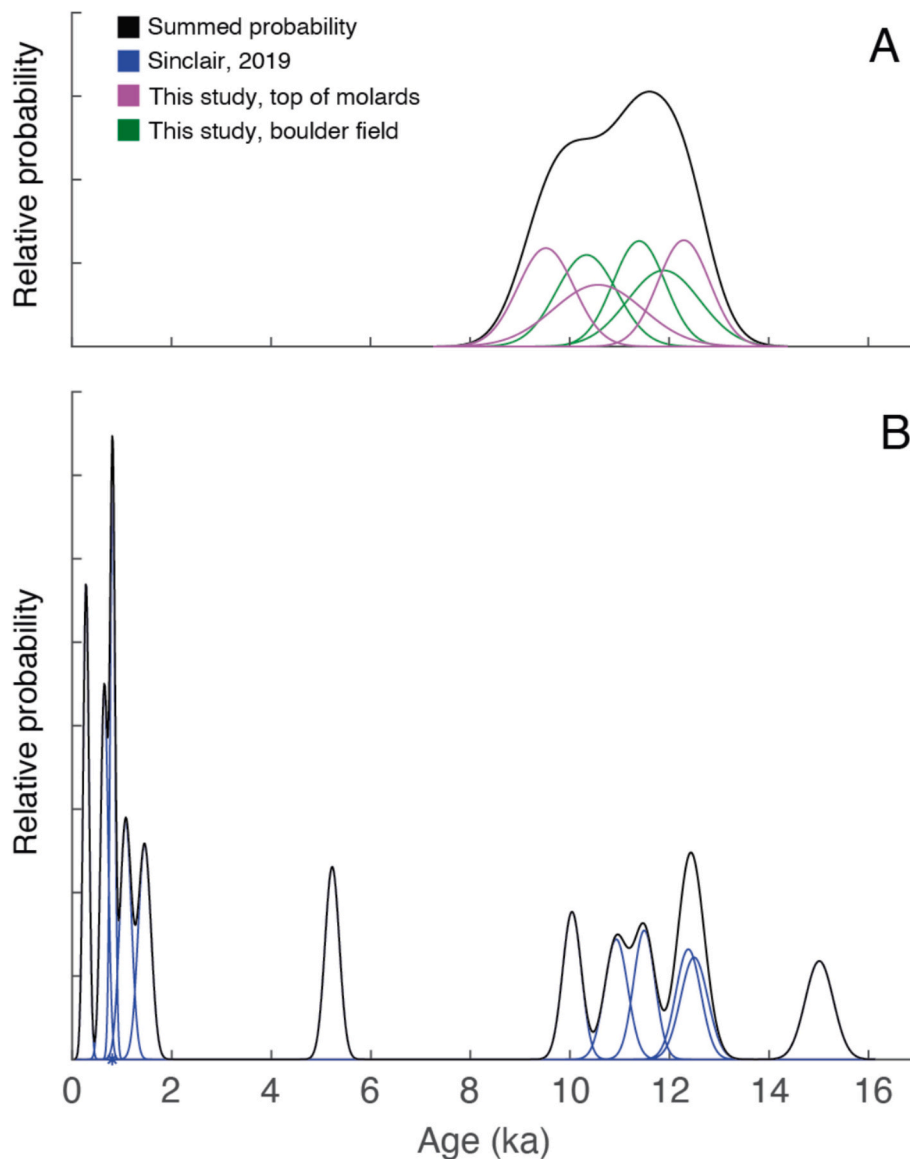 A
Summed probability
Sinclair, 2019
This study, top of molards
This study, boulder field
Relative probability
B
Relative probability
*
0 2 4 6 8 10 12 14 16
Age (ka)